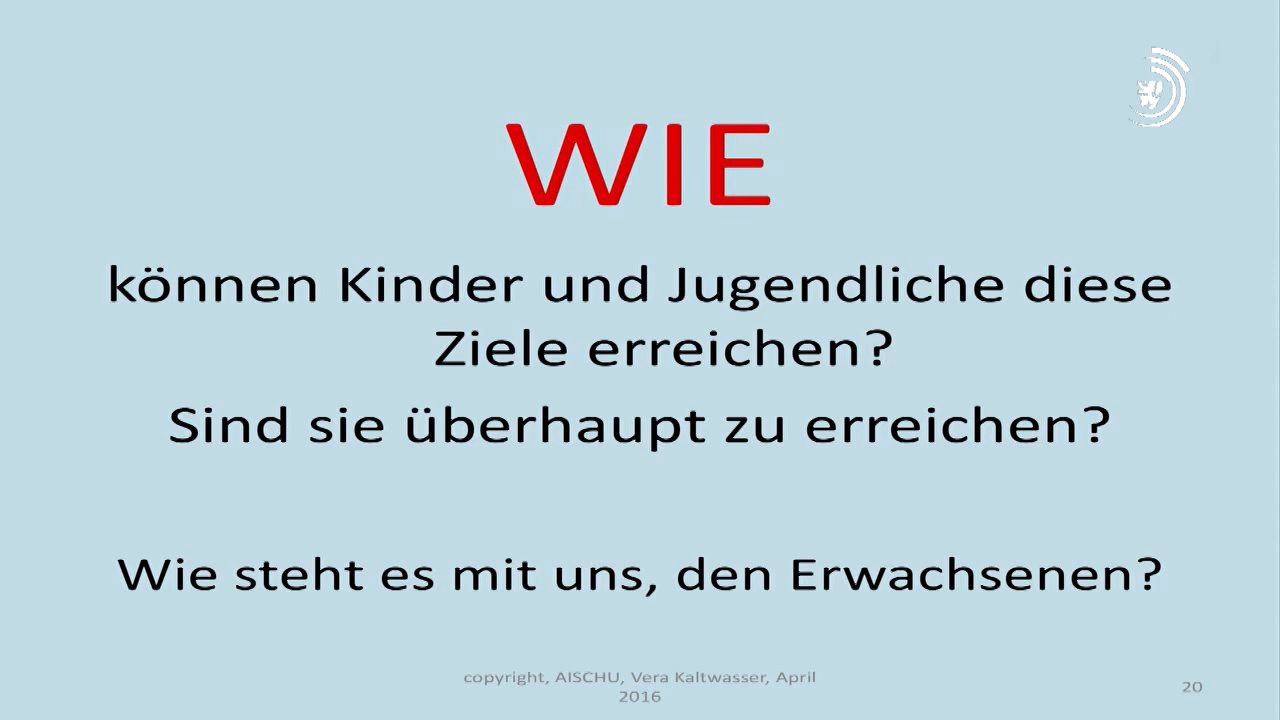 WIE
können Kinder und Jugendliche diese
Ziele erreichen?
Sind sie überhaupt zu erreichen?
Wie steht es mit uns, den Erwachsenen?
copyright, AISCHU, Vera Kaltwasser, April
2016
20